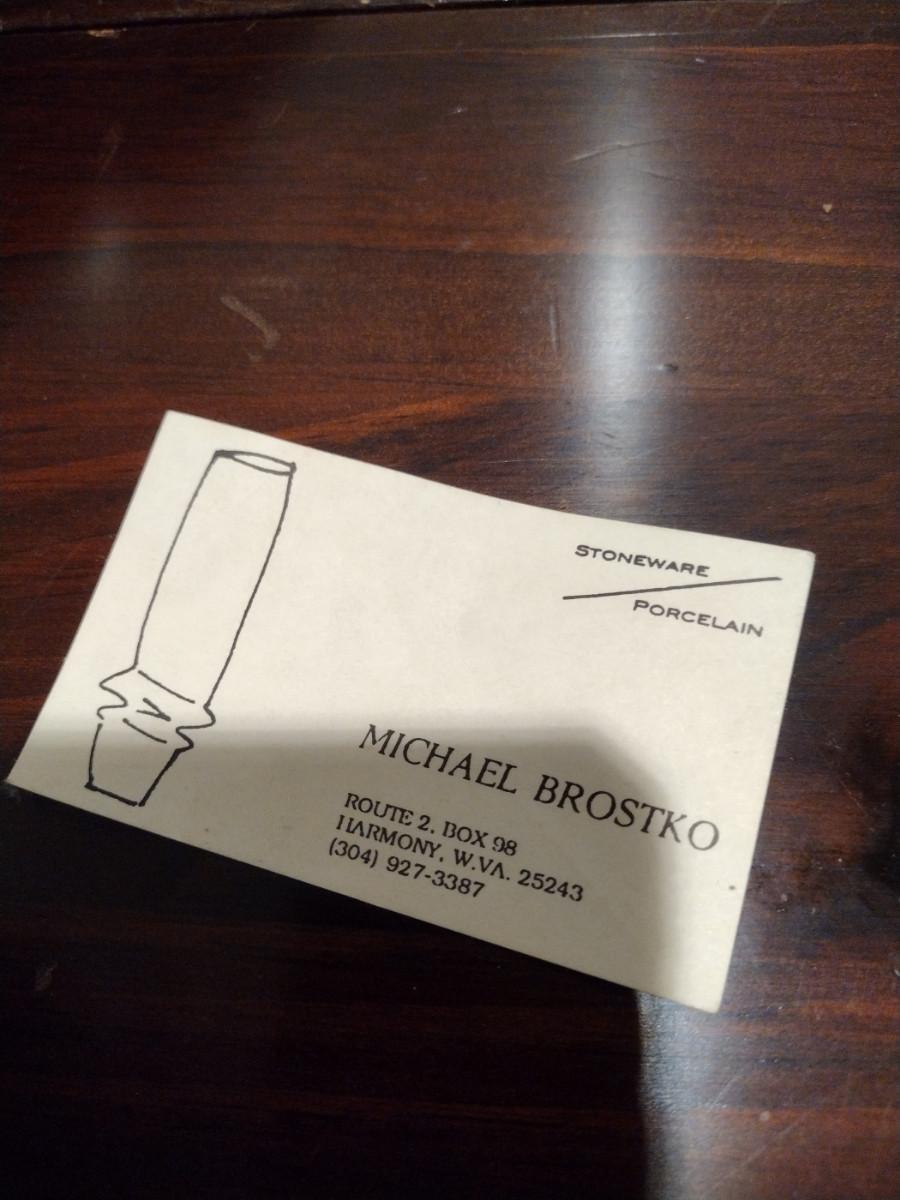 STONEWARE
PORCELAIN
MICHAEL BROSTKO
ROUTE 2, BOX 98
HARMONY, W.VA. 25243
(304) 927-3387